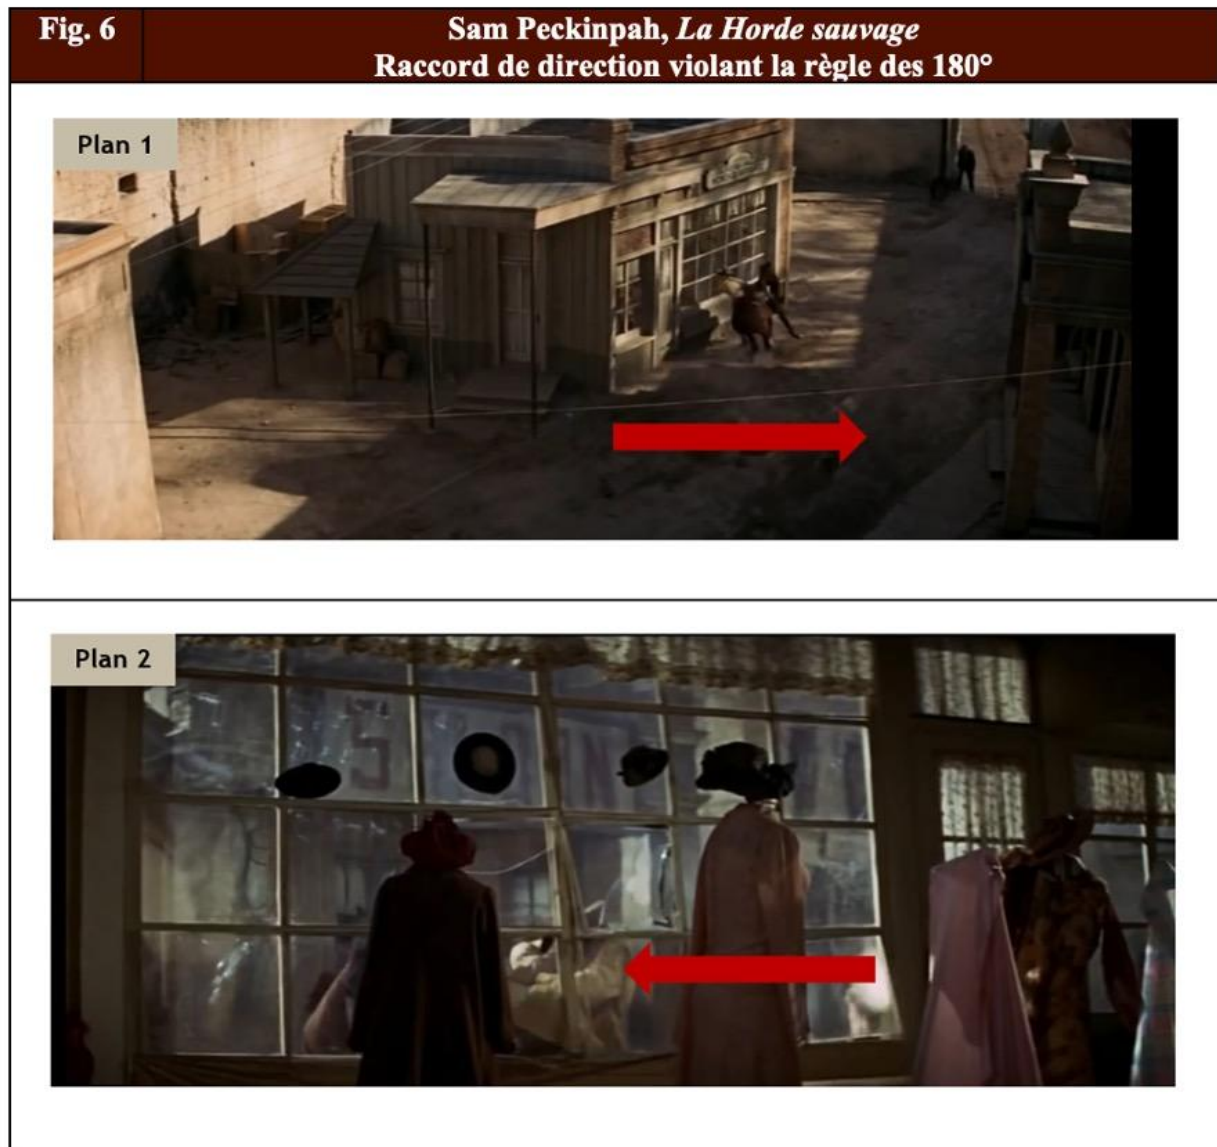 Fig. 6
Sam Peckinpah, La Horde sauvage
Raccord de direction violant la règle des 180°
Plan 1
Plan 2